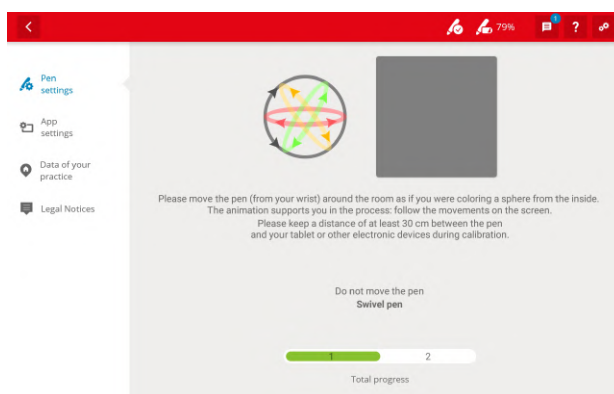 79%
1
?
Pen
settings
App
settings
Data of your
practice
Legal Notices
Please move the pen (from your wrist) around the room as if you were coloring a sphere from the inside.
The animation supports you in the process: follow the movements on the screen.
Please keep a distance of at least 30 cm between the pen
and your tablet or other electronic devices during calibration.
Do not move the pen
Swivel pen
1 2
Total progress